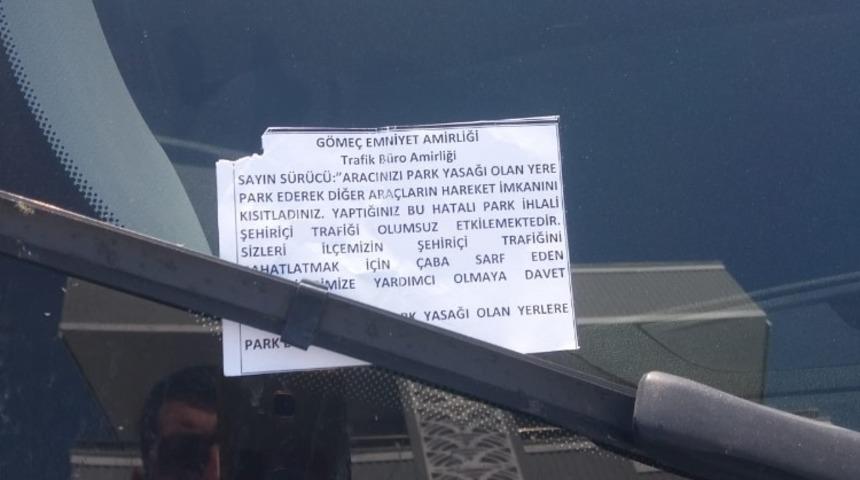 GÖMEÇ EMNİYET AMİRLİĞİ
Trafik Büro Amirliği
SAYIN SÜRÜCÜ:"ARACINIZI PARK YASAĞI OLAN YERE
PARK EDEREK DİĞER ARAÇLARIN HAREKET İMKANINI
KISITLADINIZ. YAPTIĞINIZ BU HATALI PARK İHLALİ
ŞEHİRİÇİ TRAFİĞİ OLUMSUZ ETKİLEMEKTEDİR.
SİZLERİ İLÇEMİZİN ŞEHİRİÇİ TRAFİĞİNİ
AHATLATMAK İÇİN ÇABA SARF EDEN
İMİZE YARDIMCI OLMAYA DAVET
YASAĞI OLAN YERLERE
PARK